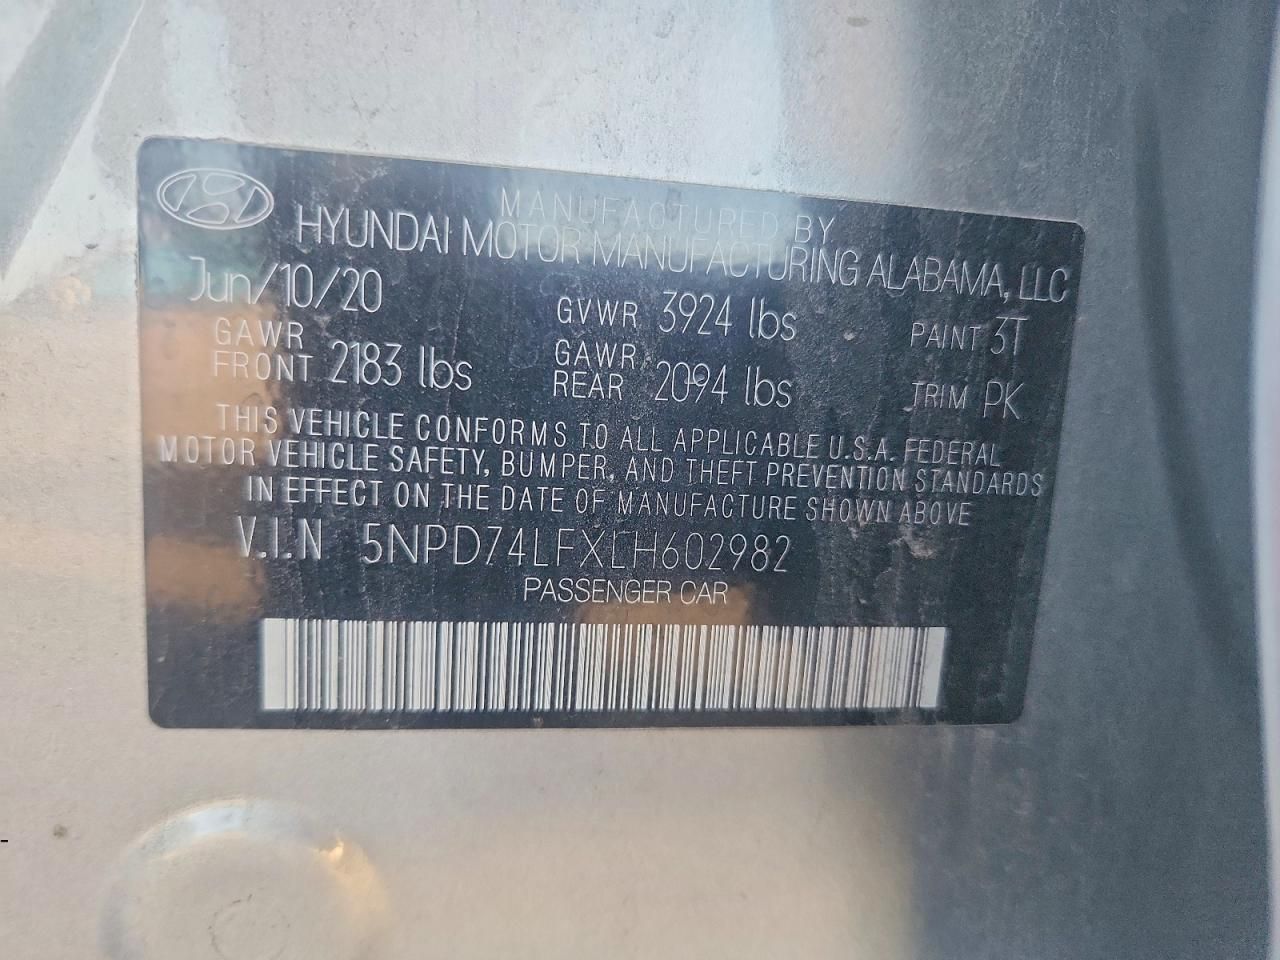 MANUFACTURED BY
HYUNDAI MOTOR MANUFACTURING ALABAMA, LLC
Jun/10/20 GVWR 3924 lbs PAINT 3T
GAWR FRONT 2183 lbs GAWR REAR 2094 lbs TRIM PK
THIS VEHICLE CONFORMS TO ALL APPLICABLE U.S.A. FEDERAL
MOTOR VEHICLE SAFETY, BUMPER, AND THEFT PREVENTION STANDARDS
IN EFFECT ON THE DATE OF MANUFACTURE SHOWN ABOVE
V.I.N 5NPD74LFXLH602982
PASSENGER CAR